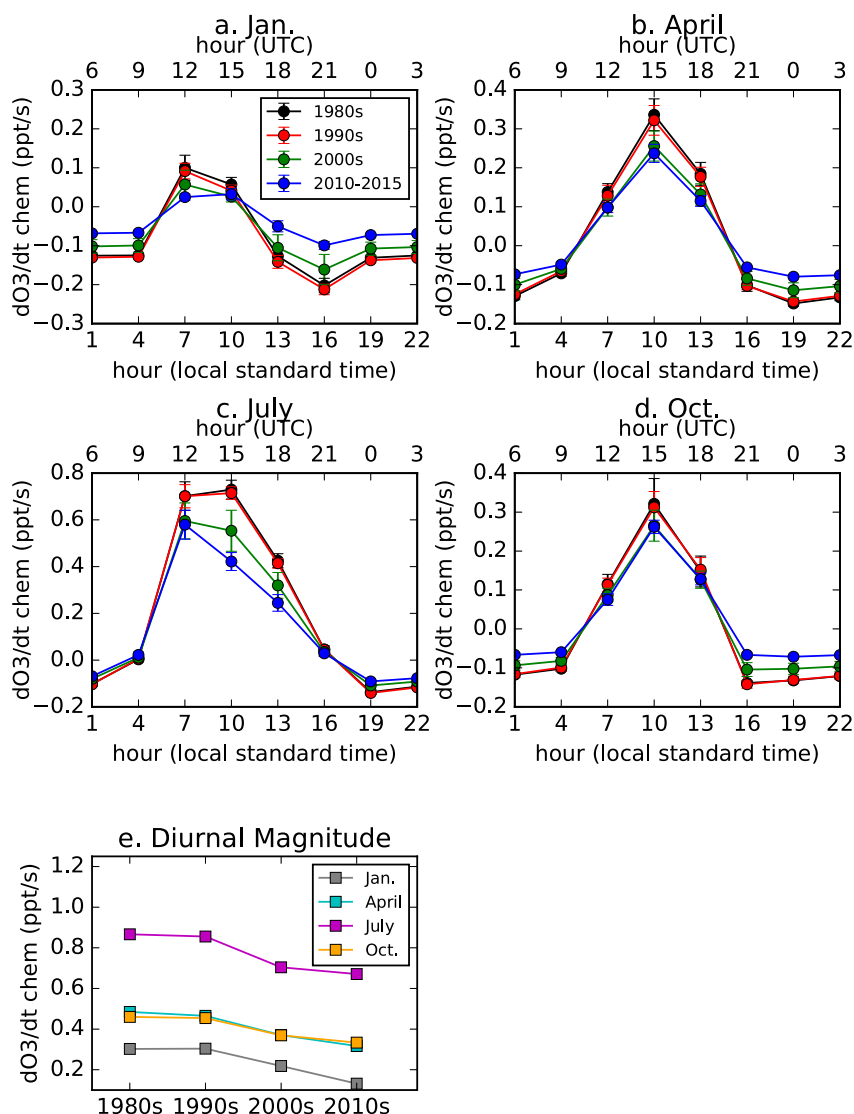 a. Jan.
hour (UTC)
6 9 12 15 18 21 0 3
0.3
0.2
0.1
0.0
−0.1
−0.2
−0.3
dO3/dt chem (ppt/s)
1980s
1990s
2000s
2010-2015
1 4 7 10 13 16 19 22
hour (local standard time)
b. April
hour (UTC)
6 9 12 15 18 21 0 3
0.4
0.3
0.2
0.1
0.0
−0.1
−0.2
dO3/dt chem (ppt/s)
1 4 7 10 13 16 19 22
hour (local standard time)
c. July
hour (UTC)
6 9 12 15 18 21 0 3
0.8
0.6
0.4
0.2
0.0
−0.2
dO3/dt chem (ppt/s)
1 4 7 10 13 16 19 22
hour (local standard time)
d. Oct.
hour (UTC)
6 9 12 15 18 21 0 3
0.4
0.3
0.2
0.1
0.0
−0.1
−0.2
dO3/dt chem (ppt/s)
1 4 7 10 13 16 19 22
hour (local standard time)
e. Diurnal Magnitude
1.2
1.0
0.8
0.6
0.4
0.2
dO3/dt chem (ppt/s)
Jan.
April
July
Oct.
1980s 1990s 2000s 2010s